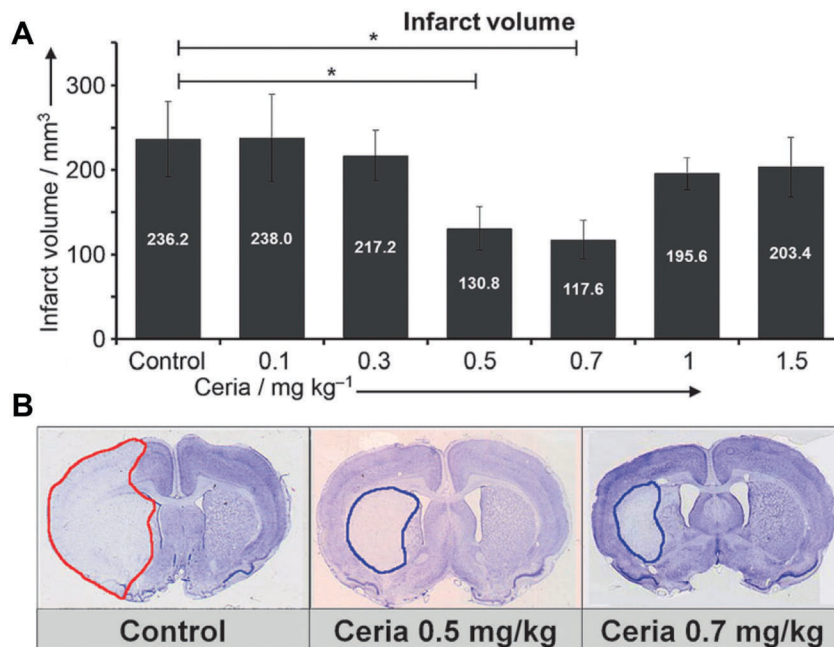 A
Infarct volume
*
*
Infarct volume / mm³
300
200
100
0
236.2
238.0
217.2
130.8
117.6
195.6
203.4
Control
0.1
0.3
0.5
0.7
1
1.5
Ceria / mg kg⁻¹
B
Control
Ceria 0.5 mg/kg
Ceria 0.7 mg/kg